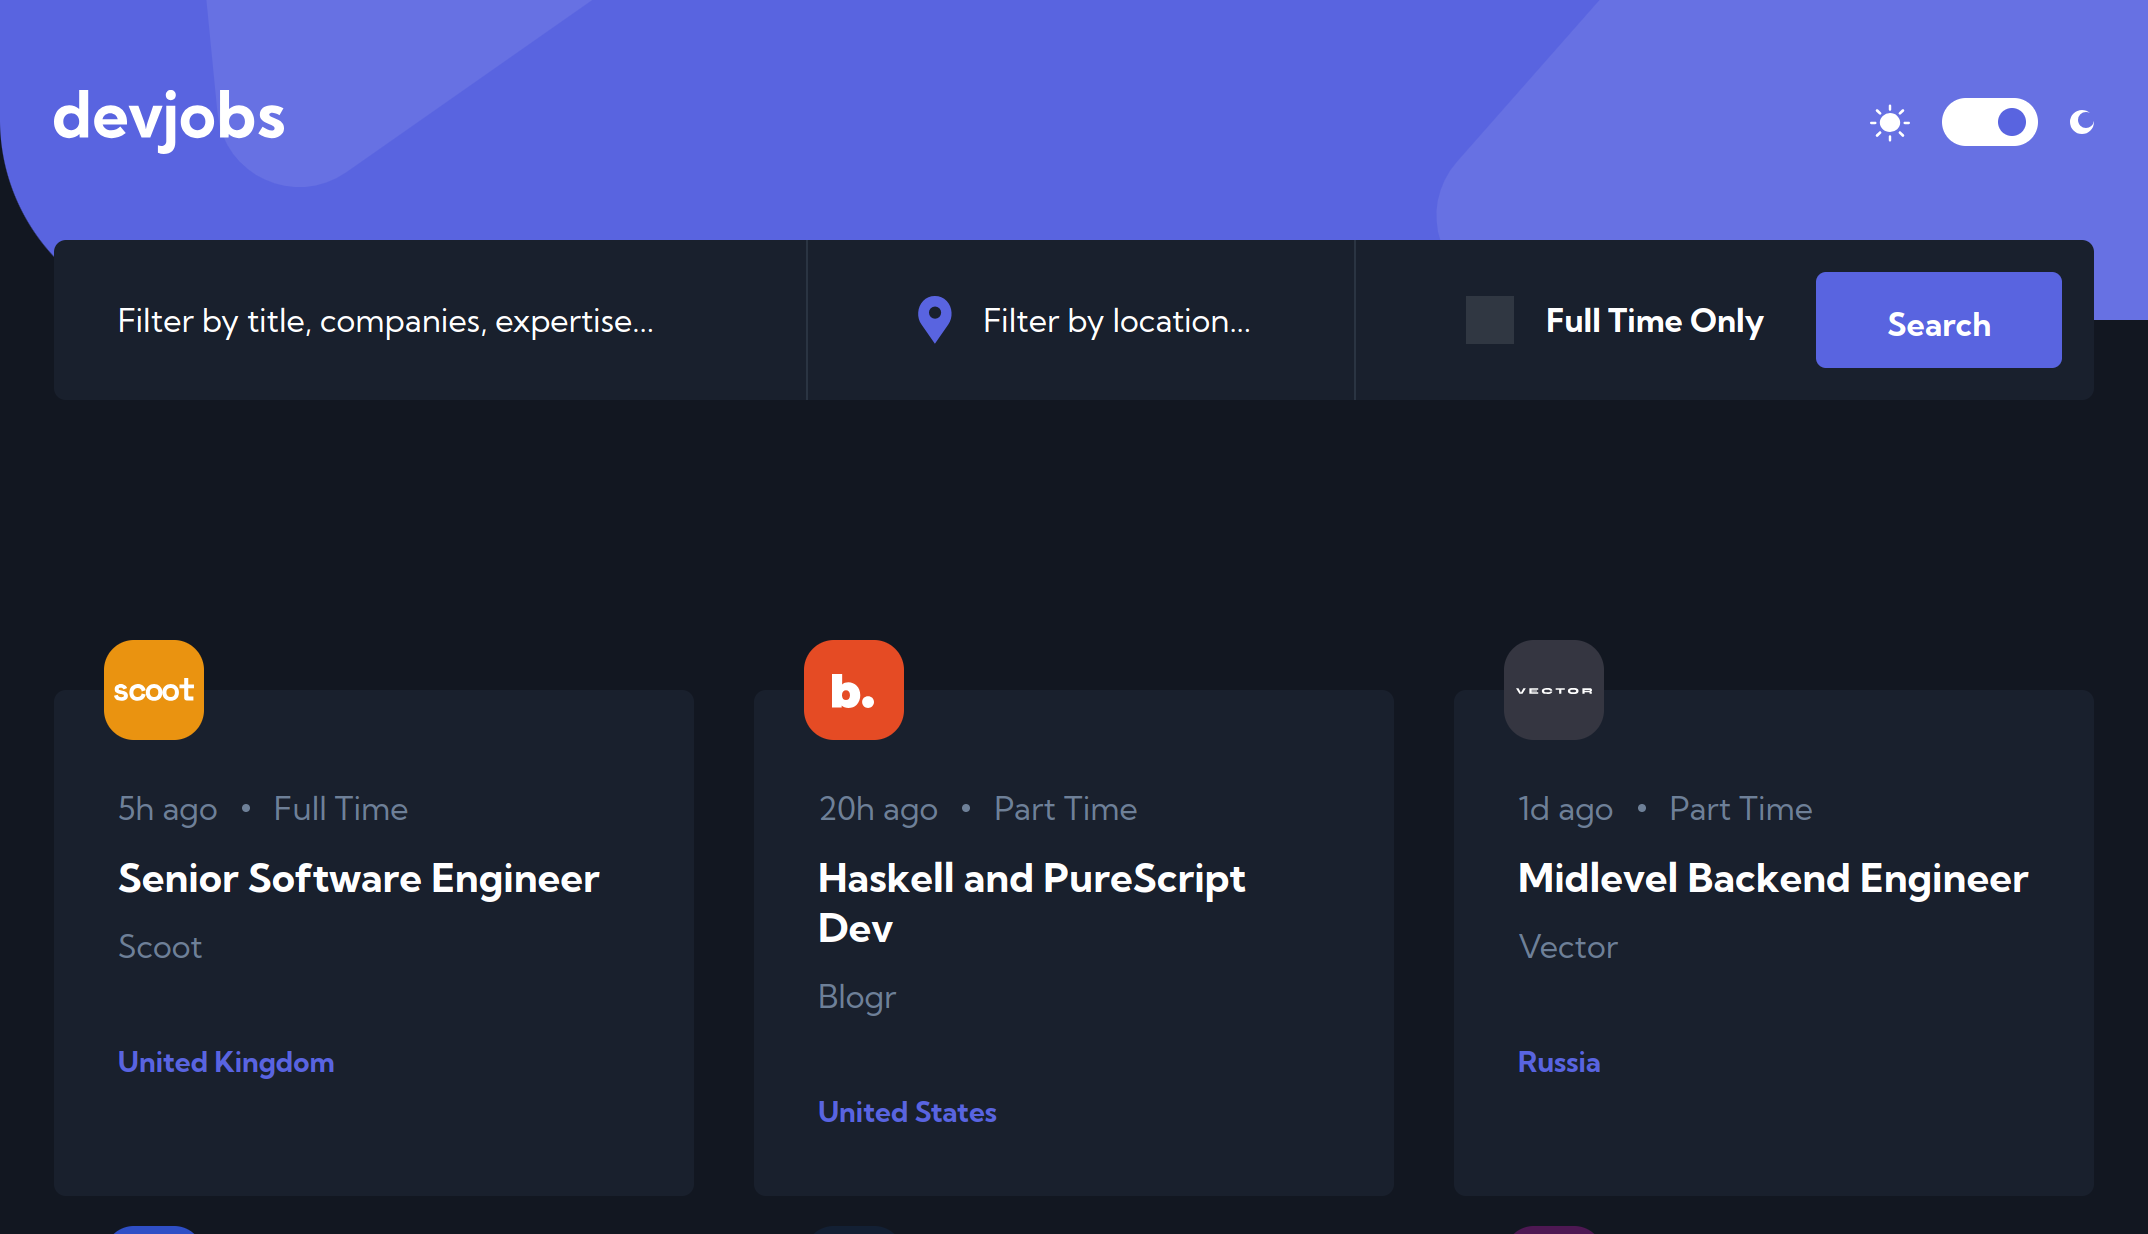 devjobs
Filter by title, companies, expertise...
Filter by location...
Full Time Only
Search
scoot
b.
VECTOR
5h ago • Full Time
Senior Software Engineer
Scoot
United Kingdom
20h ago • Part Time
Haskell and PureScript
Dev
Blogr
United States
1d ago • Part Time
Midlevel Backend Engineer
Vector
Russia